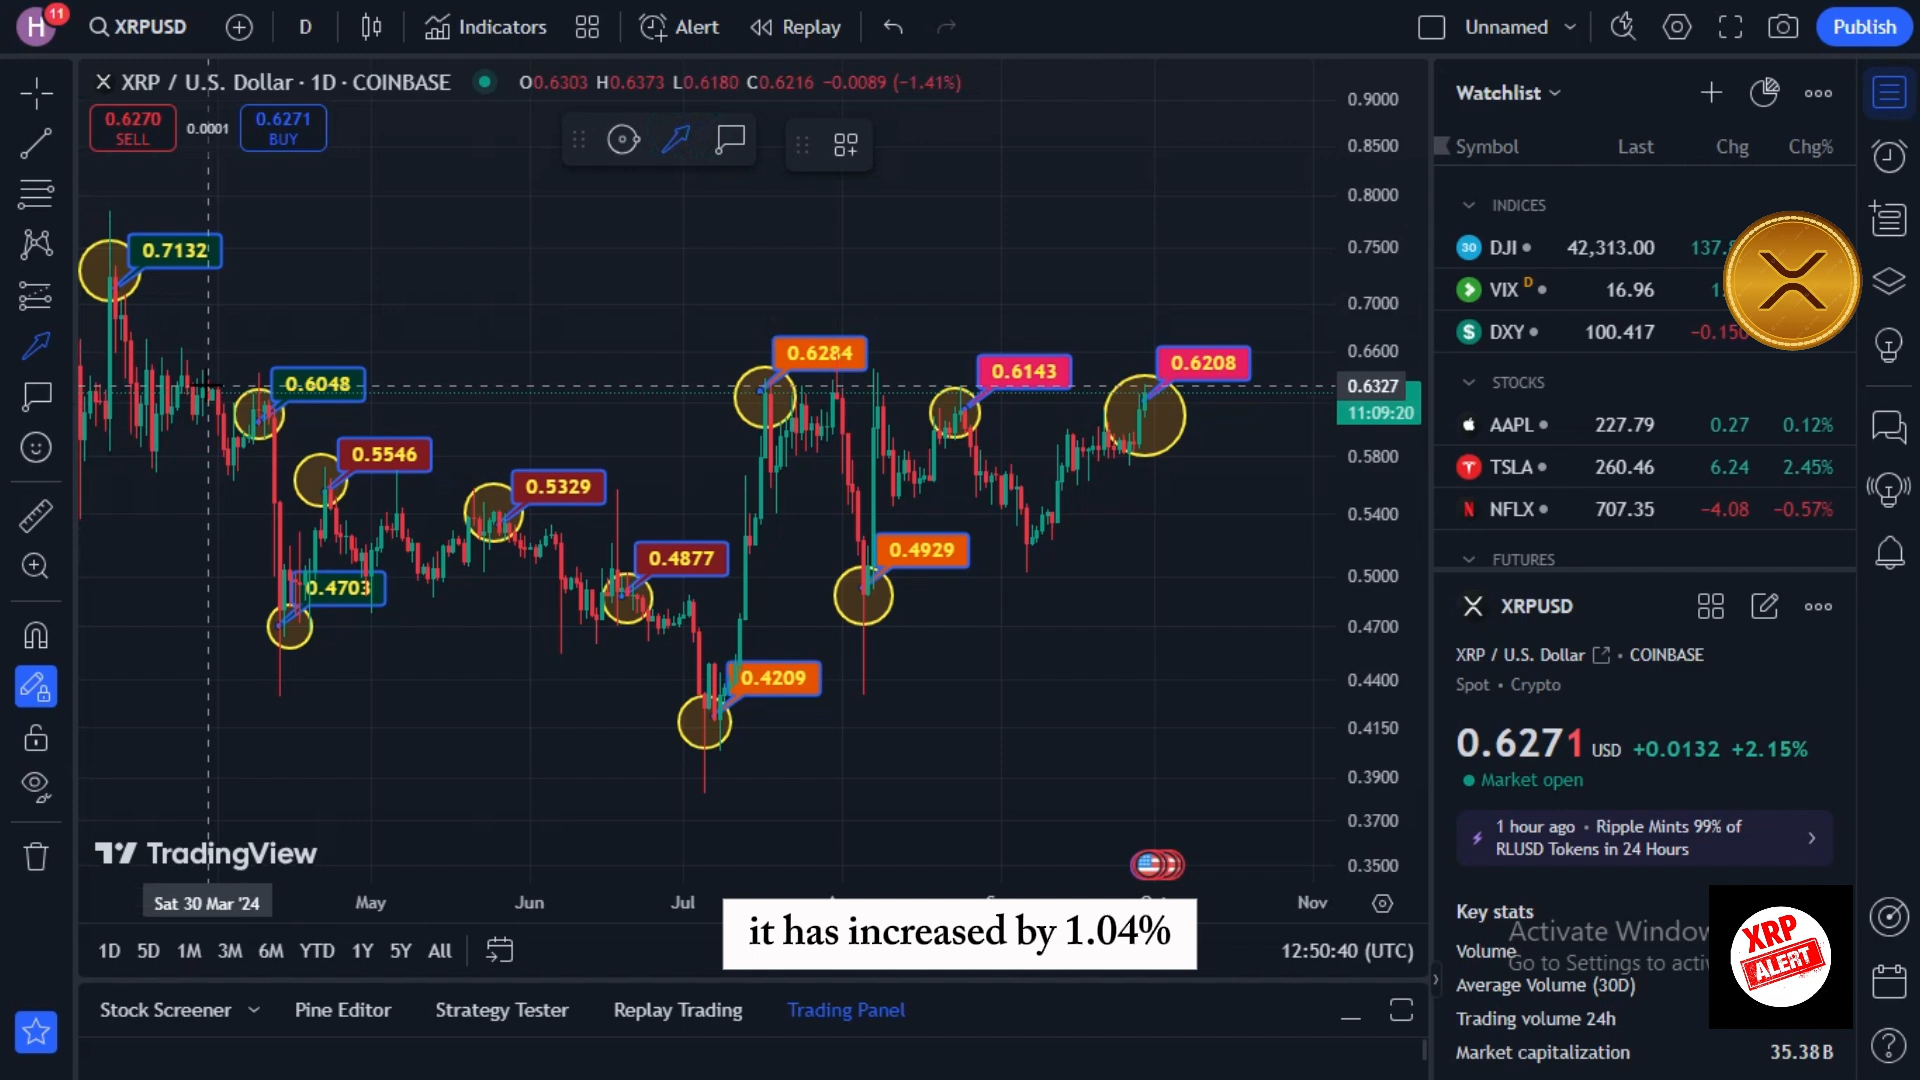 H 11 XRPUSD D Indicators Alert Replay Unnamed Publish
XRP / U.S. Dollar · 1D · COINBASE O0.6303 H0.6373 L0.6180 C0.6216 −0.0089 (−1.41%)
0.6270 SELL 0.0001 0.6271 BUY
0.7132
0.6048
0.5546
0.4703
0.5329
0.4877
0.4209
0.6284
0.4929
0.6143
0.6208
0.9000
0.8500
0.8000
0.7500
0.7000
0.6600
0.6327
11:09:20
0.5800
0.5400
0.5000
0.4700
0.4400
0.4150
0.3900
0.3700
0.3500
TradingView
Sat 30 Mar '24 May Jun Jul Nov
it has increased by 1.04%
1D 5D 1M 3M 6M YTD 1Y 5Y All 12:50:40 (UTC)
Stock Screener Pine Editor Strategy Tester Replay Trading Trading Panel
Watchlist
Symbol Last Chg Chg%
INDICES
30 DJI 42,313.00 137.
VIX D 16.96
DXY 100.417 −0.150
STOCKS
AAPL 227.79 0.27 0.12%
TSLA 260.46 6.24 2.45%
N NFLX 707.35 −4.08 −0.57%
FUTURES
XRPUSD
XRP / U.S. Dollar • COINBASE
Spot • Crypto
0.6271 USD +0.0132 +2.15%
Market open
1 hour ago • Ripple Mints 99% of
RLUSD Tokens in 24 Hours
Key stats
Activate Window
Volume
Go to Settings to acti
Average Volume (30D)
Trading volume 24h
Market capitalization 35.38B
XRP
ALERT